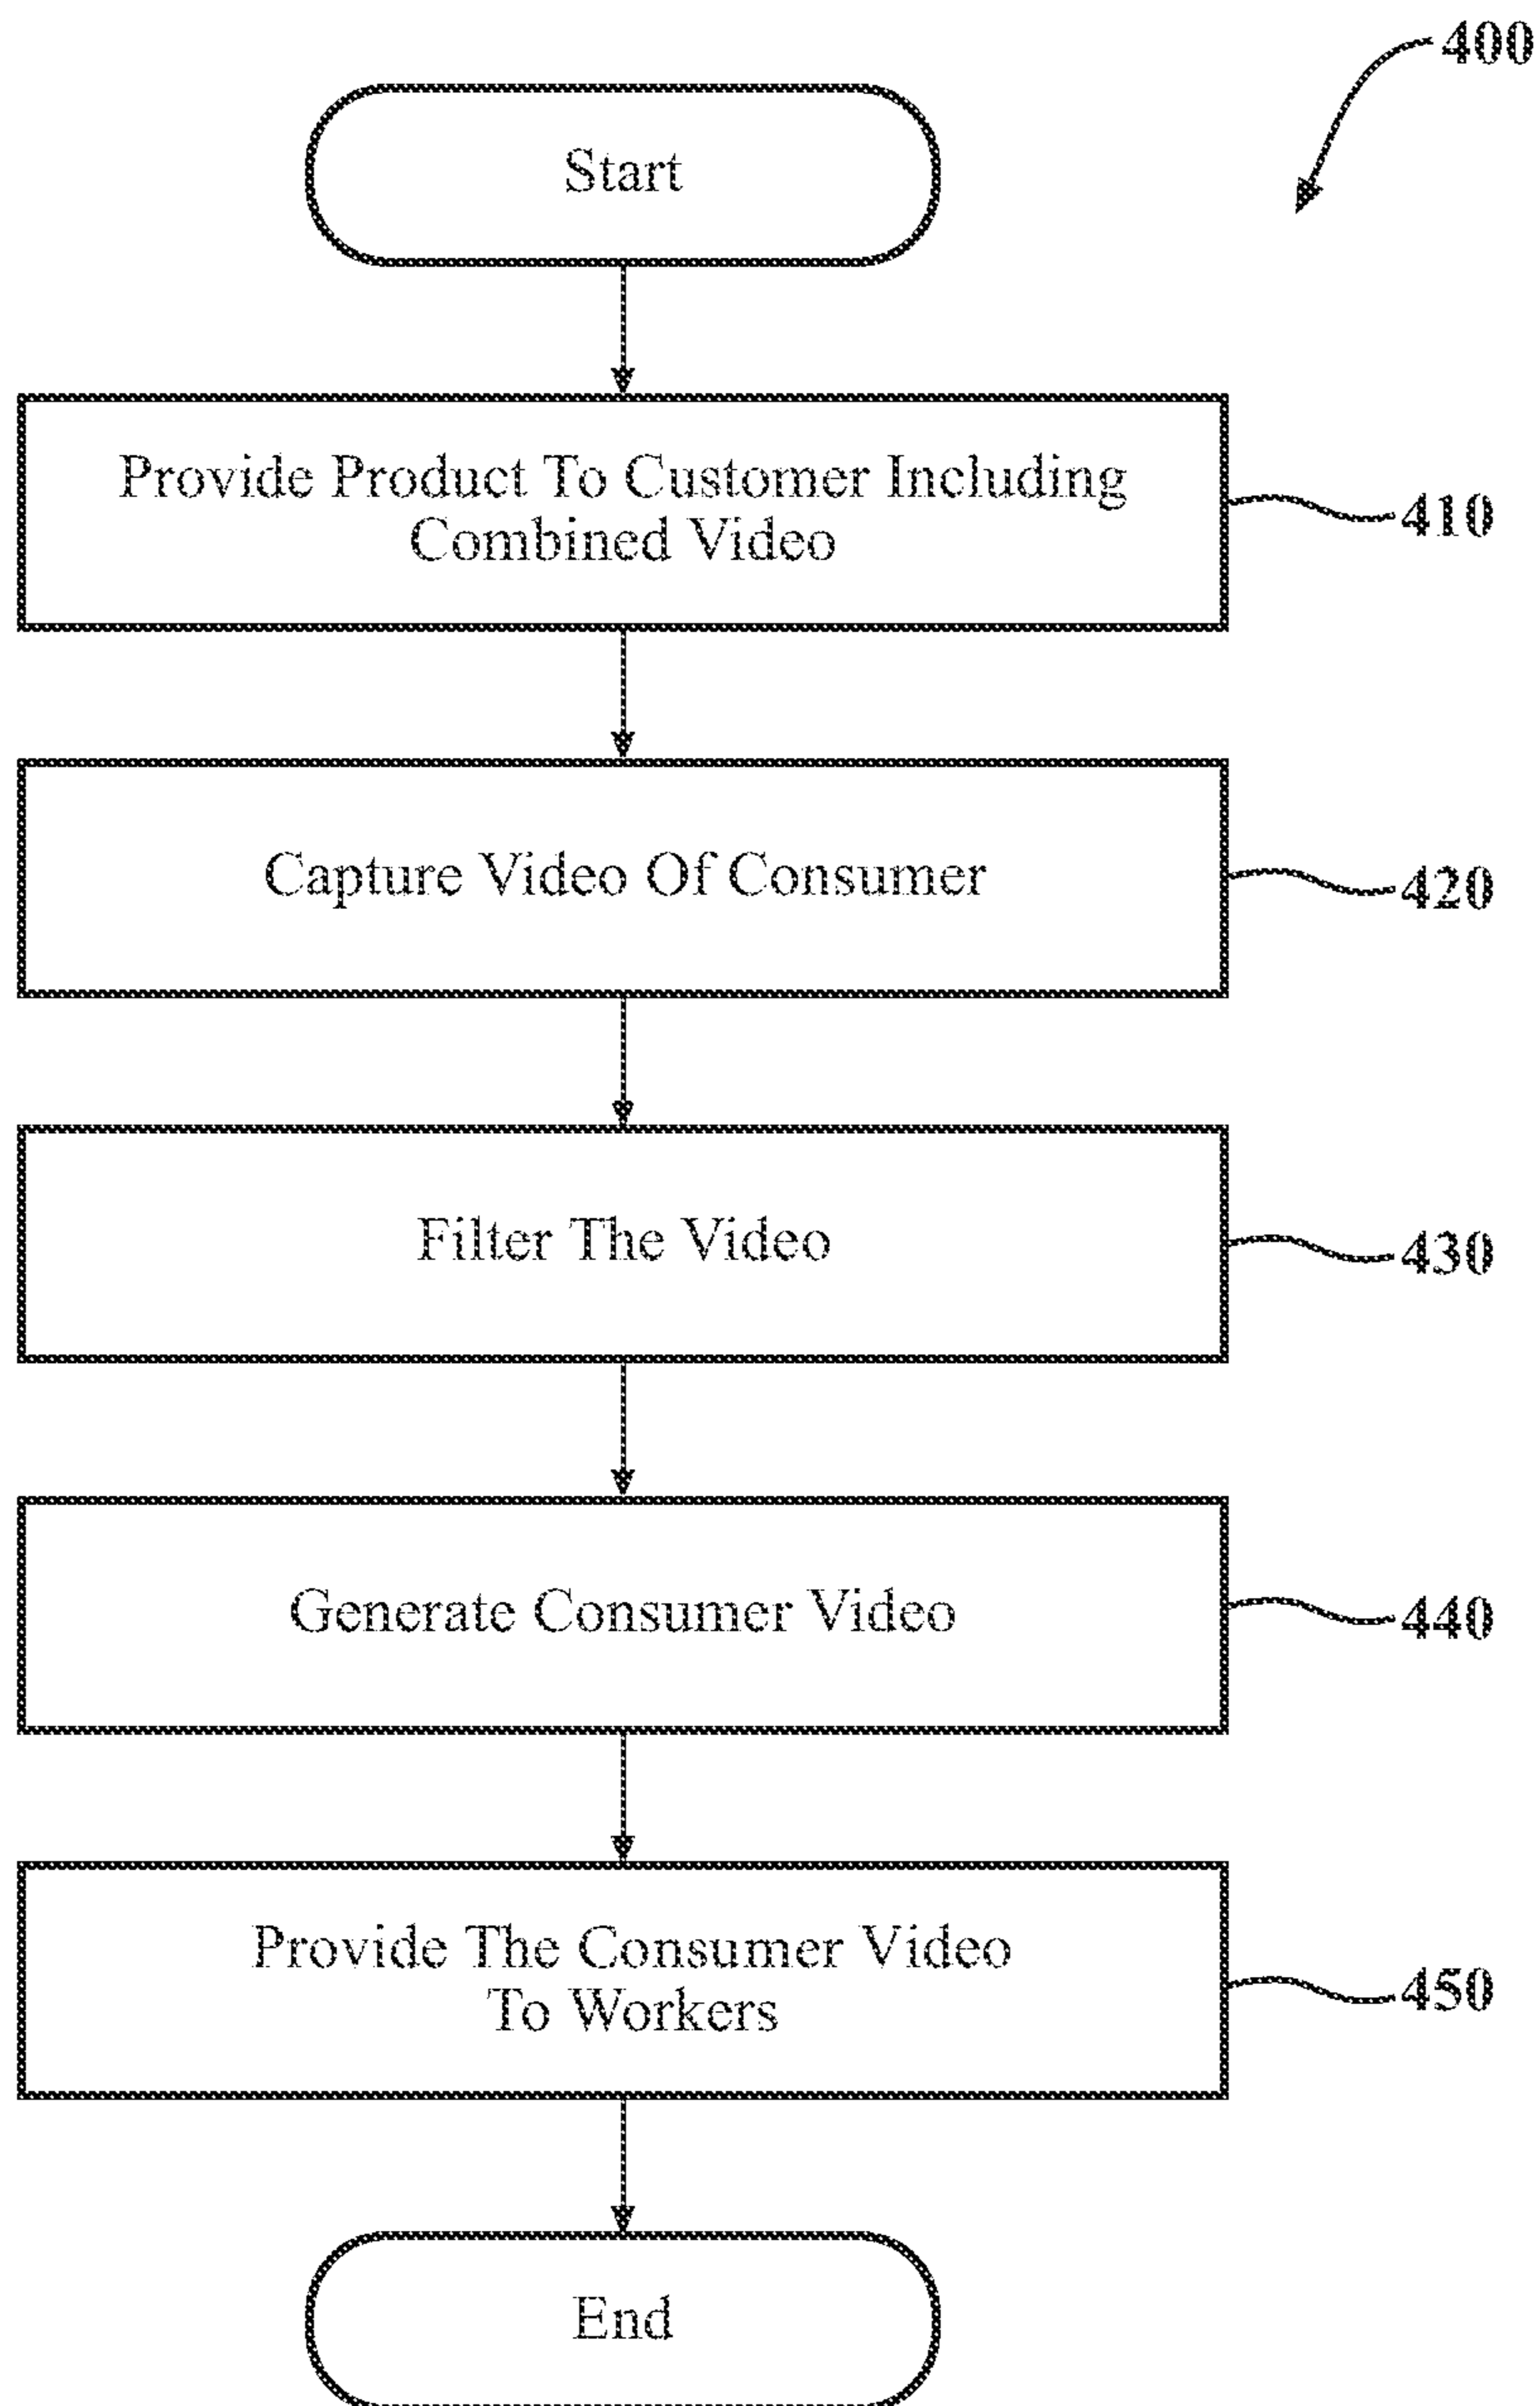 400
Start
Provide Product To Customer Including
Combined Video
410
Capture Video Of Consumer
420
Filter The Video
430
Generate Consumer Video
440
Provide The Consumer Video
To Workers
450
End